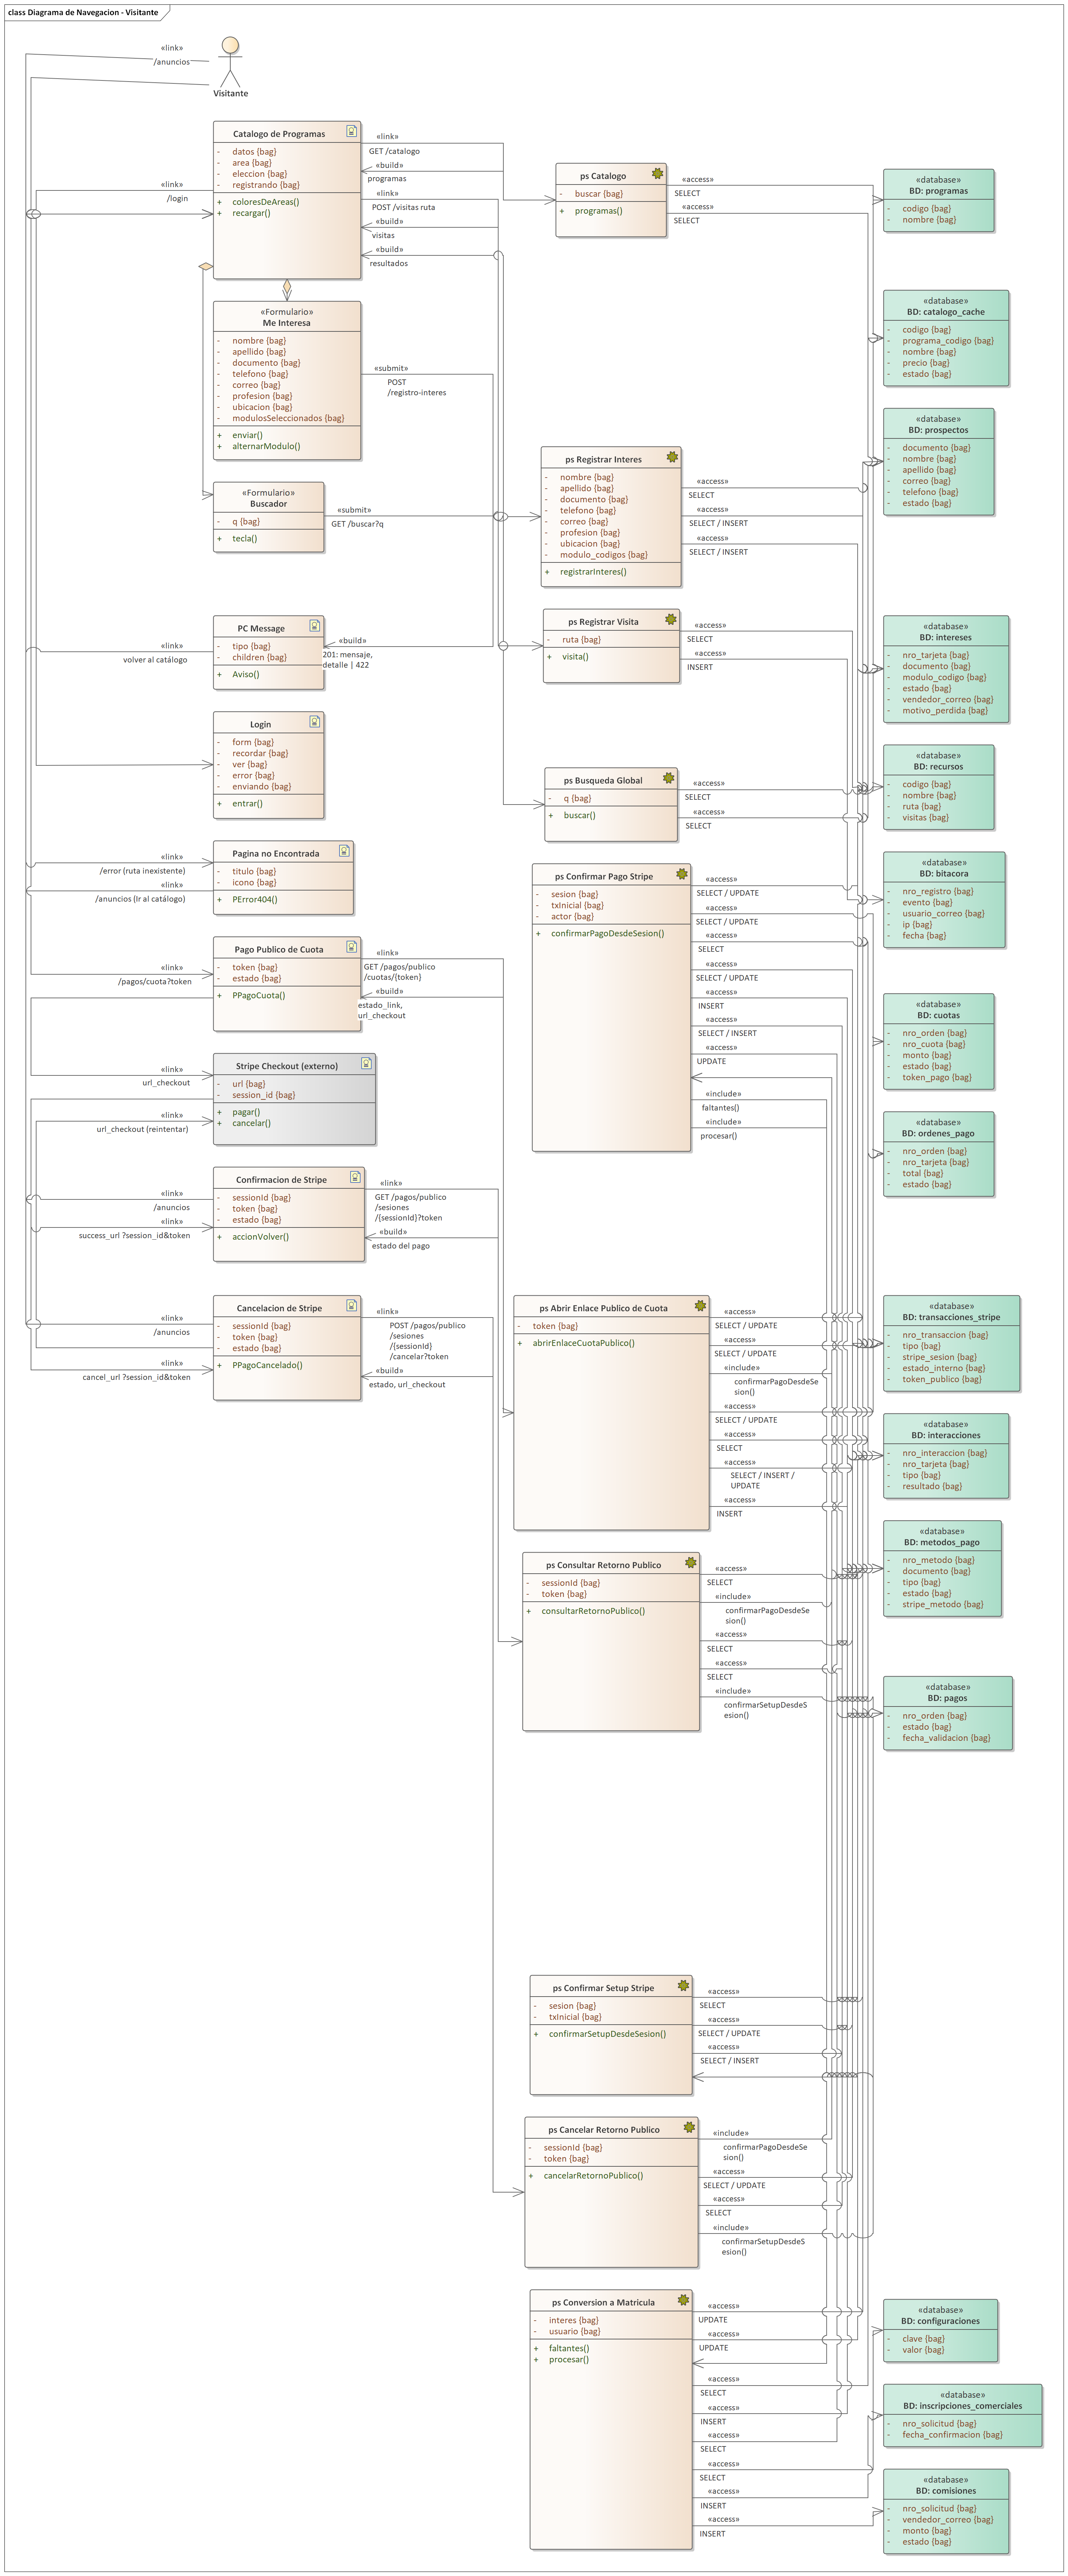 class Diagrama de Navegacion - Visitante
«link»
/anuncios
Visitante
Catalogo de Programas
- datos {bag}
- area {bag}
- eleccion {bag}
- registrando {bag}
+ coloresDeAreas()
+ recargar()
«link»
/login
«link»
GET /catalogo
«build»
programas
«link»
POST /visitas ruta
«build»
visitas
«build»
resultados
«Formulario»
Me Interesa
- nombre {bag}
- apellido {bag}
- documento {bag}
- telefono {bag}
- correo {bag}
- profesion {bag}
- ubicacion {bag}
- modulosSeleccionados {bag}
+ enviar()
+ alternarModulo()
«submit»
POST
/registro-interes
«Formulario»
Buscador
- q {bag}
+ tecla()
«submit»
GET /buscar?q
PC Message
- tipo {bag}
- children {bag}
+ Aviso()
«link»
volver al catálogo
«build»
201: mensaje,
detalle | 422
Login
- form {bag}
- recordar {bag}
- ver {bag}
- error {bag}
- enviando {bag}
+ entrar()
Pagina no Encontrada
- titulo {bag}
- icono {bag}
+ PError404()
«link»
/error (ruta inexistente)
«link»
/anuncios (Ir al catálogo)
Pago Publico de Cuota
- token {bag}
- estado {bag}
+ PPagoCuota()
«link»
/pagos/cuota?token
«link»
GET /pagos/publico
/cuotas/{token}
«build»
estado_link,
url_checkout
Stripe Checkout (externo)
- url {bag}
- session_id {bag}
+ pagar()
+ cancelar()
«link»
url_checkout
«link»
url_checkout (reintentar)
Confirmacion de Stripe
- sessionId {bag}
- token {bag}
- estado {bag}
+ accionVolver()
«link»
/anuncios
«link»
success_url ?session_id&token
«link»
GET /pagos/publico
/sesiones
/{sessionId}?token
«build»
estado del pago
Cancelacion de Stripe
- sessionId {bag}
- token {bag}
- estado {bag}
+ PPagoCancelado()
«link»
/anuncios
«link»
cancel_url ?session_id&token
«link»
POST /pagos/publico
/sesiones
/{sessionId}
/cancelar?token
«build»
estado, url_checkout
ps Catalogo
- buscar {bag}
+ programas()
«access»
SELECT
«access»
SELECT
ps Registrar Interes
- nombre {bag}
- apellido {bag}
- documento {bag}
- telefono {bag}
- correo {bag}
- profesion {bag}
- ubicacion {bag}
- modulo_codigos {bag}
+ registrarInteres()
«access»
SELECT
«access»
SELECT / INSERT
«access»
SELECT / INSERT
ps Registrar Visita
- ruta {bag}
+ visita()
«access»
SELECT
«access»
INSERT
ps Busqueda Global
- q {bag}
+ buscar()
«access»
SELECT
«access»
SELECT
ps Confirmar Pago Stripe
- sesion {bag}
- txInicial {bag}
- actor {bag}
+ confirmarPagoDesdeSesion()
«access»
SELECT / UPDATE
«access»
SELECT / UPDATE
«access»
SELECT
«access»
SELECT / UPDATE
«access»
INSERT
«access»
SELECT / INSERT
«access»
UPDATE
«include»
faltantes()
«include»
procesar()
ps Abrir Enlace Publico de Cuota
- token {bag}
+ abrirEnlaceCuotaPublico()
«access»
SELECT / UPDATE
«access»
SELECT / UPDATE
«include»
confirmarPagoDesdeSe
sion()
«access»
SELECT / UPDATE
«access»
SELECT
«access»
SELECT / INSERT /
UPDATE
«access»
INSERT
ps Consultar Retorno Publico
- sessionId {bag}
- token {bag}
+ consultarRetornoPublico()
«access»
SELECT
«include»
confirmarPagoDesdeSe
sion()
«access»
SELECT
«access»
SELECT
«include»
confirmarSetupDesdeS
esion()
ps Confirmar Setup Stripe
- sesion {bag}
- txInicial {bag}
+ confirmarSetupDesdeSesion()
«access»
SELECT
«access»
SELECT / UPDATE
«access»
SELECT / INSERT
ps Cancelar Retorno Publico
- sessionId {bag}
- token {bag}
+ cancelarRetornoPublico()
«include»
confirmarPagoDesdeSe
sion()
«access»
SELECT / UPDATE
«access»
SELECT
«include»
confirmarSetupDesdeS
esion()
ps Conversion a Matricula
- interes {bag}
- usuario {bag}
+ faltantes()
+ procesar()
«access»
UPDATE
«access»
UPDATE
«access»
SELECT
«access»
INSERT
«access»
SELECT
«access»
SELECT
«access»
INSERT
«access»
INSERT
«database»
BD: programas
- codigo {bag}
- nombre {bag}
«database»
BD: catalogo_cache
- codigo {bag}
- programa_codigo {bag}
- nombre {bag}
- precio {bag}
- estado {bag}
«database»
BD: prospectos
- documento {bag}
- nombre {bag}
- apellido {bag}
- correo {bag}
- telefono {bag}
- estado {bag}
«database»
BD: intereses
- nro_tarjeta {bag}
- documento {bag}
- modulo_codigo {bag}
- estado {bag}
- vendedor_correo {bag}
- motivo_perdida {bag}
«database»
BD: recursos
- codigo {bag}
- nombre {bag}
- ruta {bag}
- visitas {bag}
«database»
BD: bitacora
- nro_registro {bag}
- evento {bag}
- usuario_correo {bag}
- ip {bag}
- fecha {bag}
«database»
BD: cuotas
- nro_orden {bag}
- nro_cuota {bag}
- monto {bag}
- estado {bag}
- token_pago {bag}
«database»
BD: ordenes_pago
- nro_orden {bag}
- nro_tarjeta {bag}
- total {bag}
- estado {bag}
«database»
BD: transacciones_stripe
- nro_transaccion {bag}
- tipo {bag}
- stripe_sesion {bag}
- estado_interno {bag}
- token_publico {bag}
«database»
BD: interacciones
- nro_interaccion {bag}
- nro_tarjeta {bag}
- tipo {bag}
- resultado {bag}
«database»
BD: metodos_pago
- nro_metodo {bag}
- documento {bag}
- tipo {bag}
- estado {bag}
- stripe_metodo {bag}
«database»
BD: pagos
- nro_orden {bag}
- estado {bag}
- fecha_validacion {bag}
«database»
BD: configuraciones
- clave {bag}
- valor {bag}
«database»
BD: inscripciones_comerciales
- nro_solicitud {bag}
- fecha_confirmacion {bag}
«database»
BD: comisiones
- nro_solicitud {bag}
- vendedor_correo {bag}
- monto {bag}
- estado {bag}